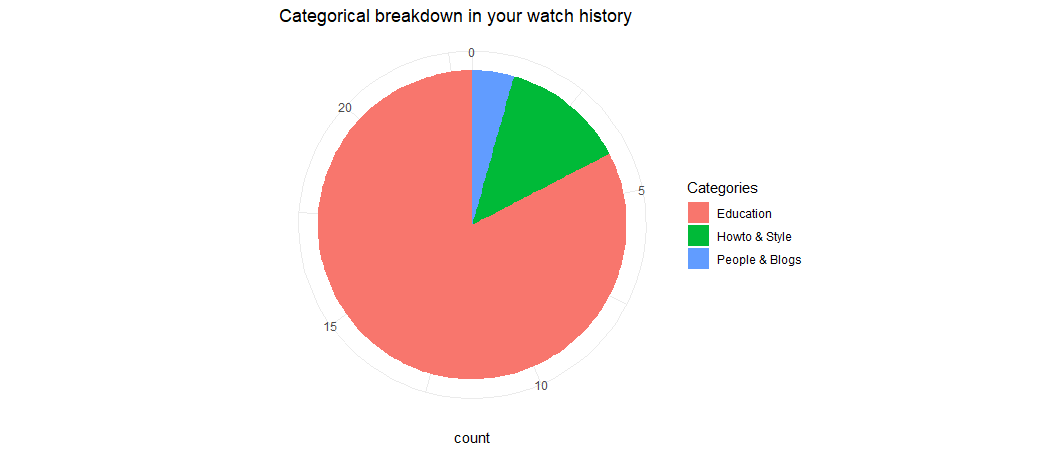 Categorical breakdown in your watch history
0
20
5
15
10
count
Categories
Education
Howto & Style
People & Blogs